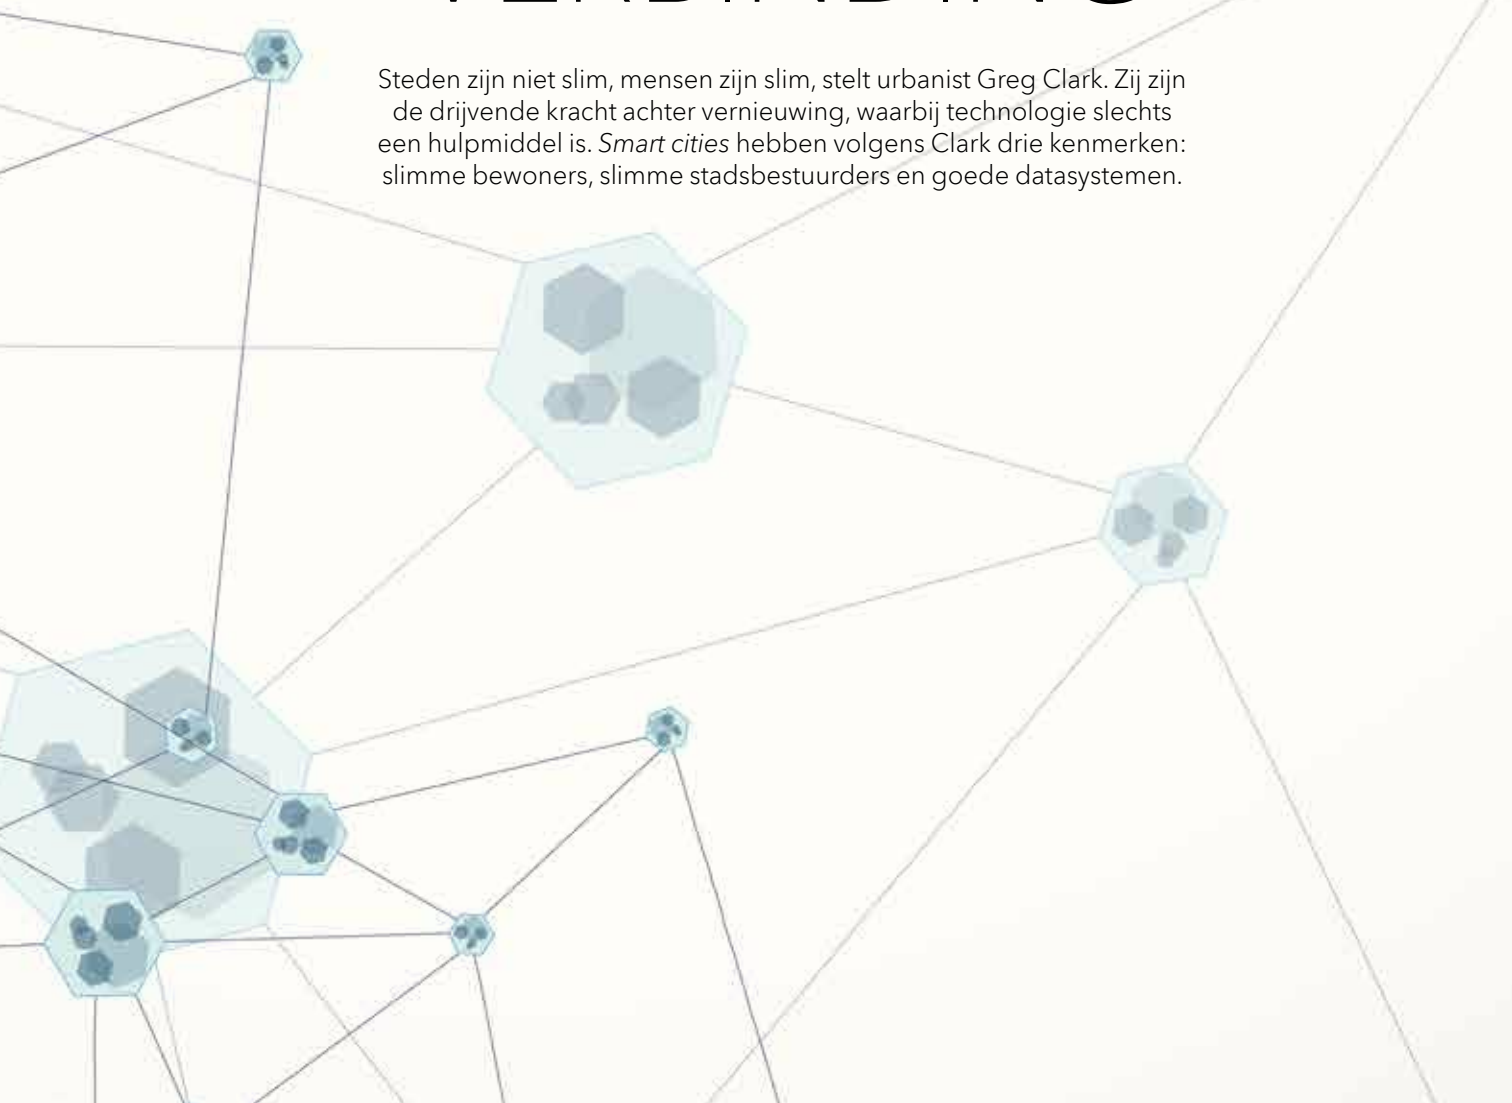 VERBINDING
Steden zijn niet slim, mensen zijn slim, stelt urbanist Greg Clark. Zij zijn
de drijvende kracht achter vernieuwing, waarbij technologie slechts
een hulpmiddel is. Smart cities hebben volgens Clark drie kenmerken:
slimme bewoners, slimme stadsbestuurders en goede datasystemen.